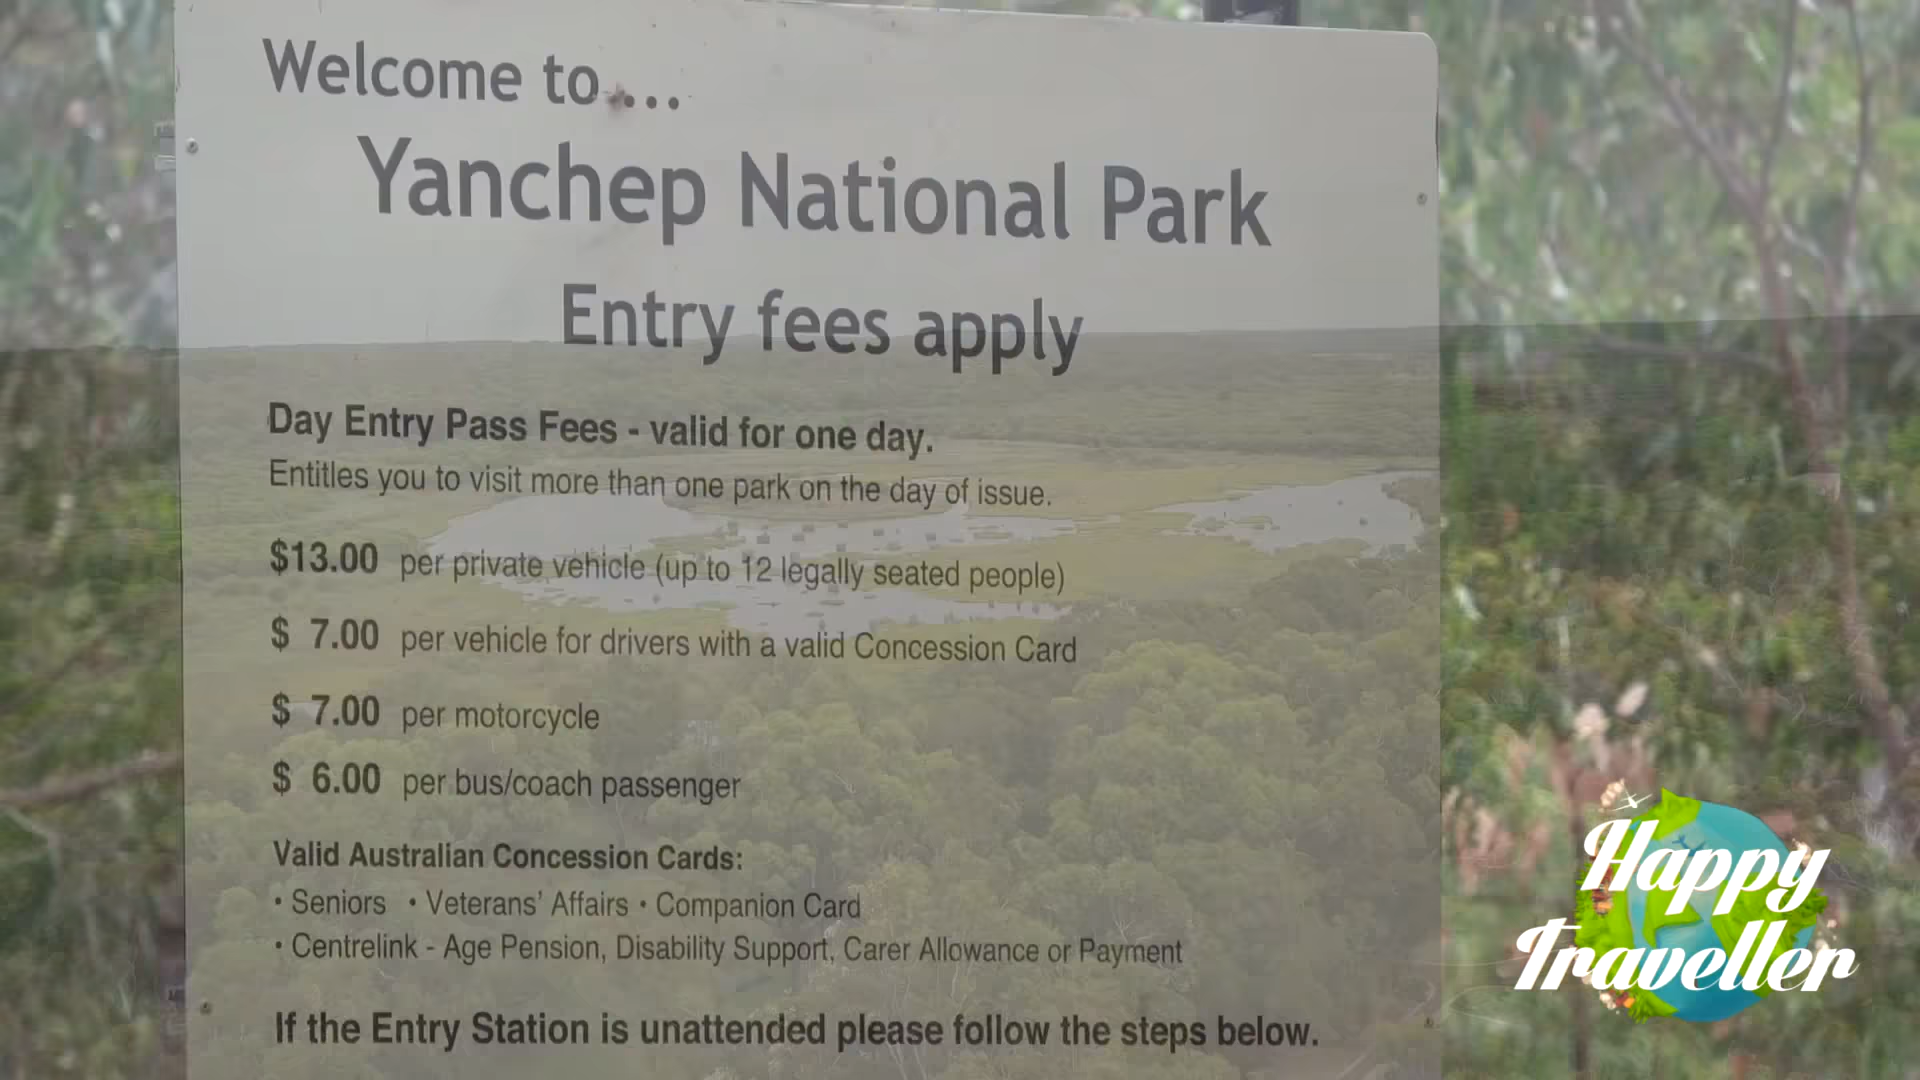 Welcome to ...
Yanchep National Park
Entry fees apply
Day Entry Pass Fees - valid for one day.
Entitles you to visit more than one park on the day of issue.
$13.00 per private vehicle (up to 12 legally seated people)
$ 7.00 per vehicle for drivers with a valid Concession Card
$ 7.00 per motorcycle
$ 6.00 per bus/coach passenger
Valid Australian Concession Cards:
• Seniors • Veterans' Affairs • Companion Card
• Centrelink - Age Pension, Disability Support, Carer Allowance or Payment
If the Entry Station is unattended please follow the steps below.
Happy
Traveller